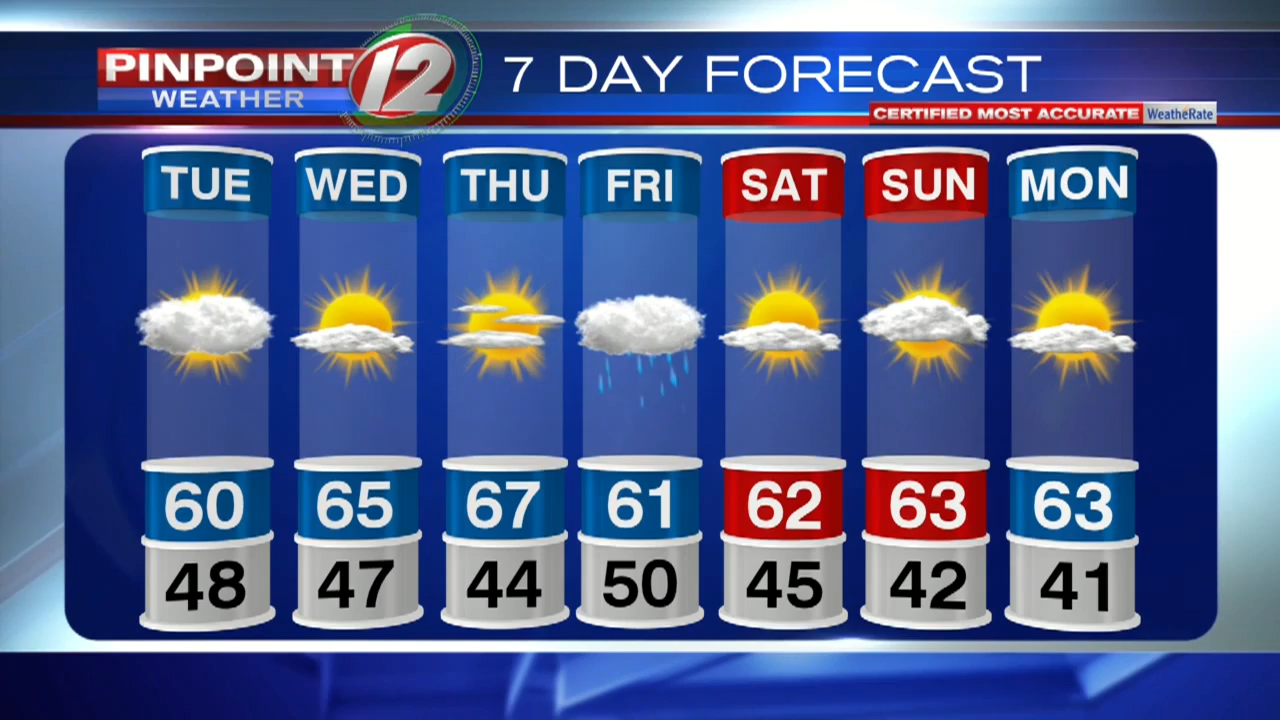 PINPOINT 12 7 DAY FORECAST
WEATHER
CERTIFIED MOST ACCURATE WeatheRate
TUE WED THU FRI SAT SUN MON
60 65 67 61 62 63 63
48 47 44 50 45 42 41